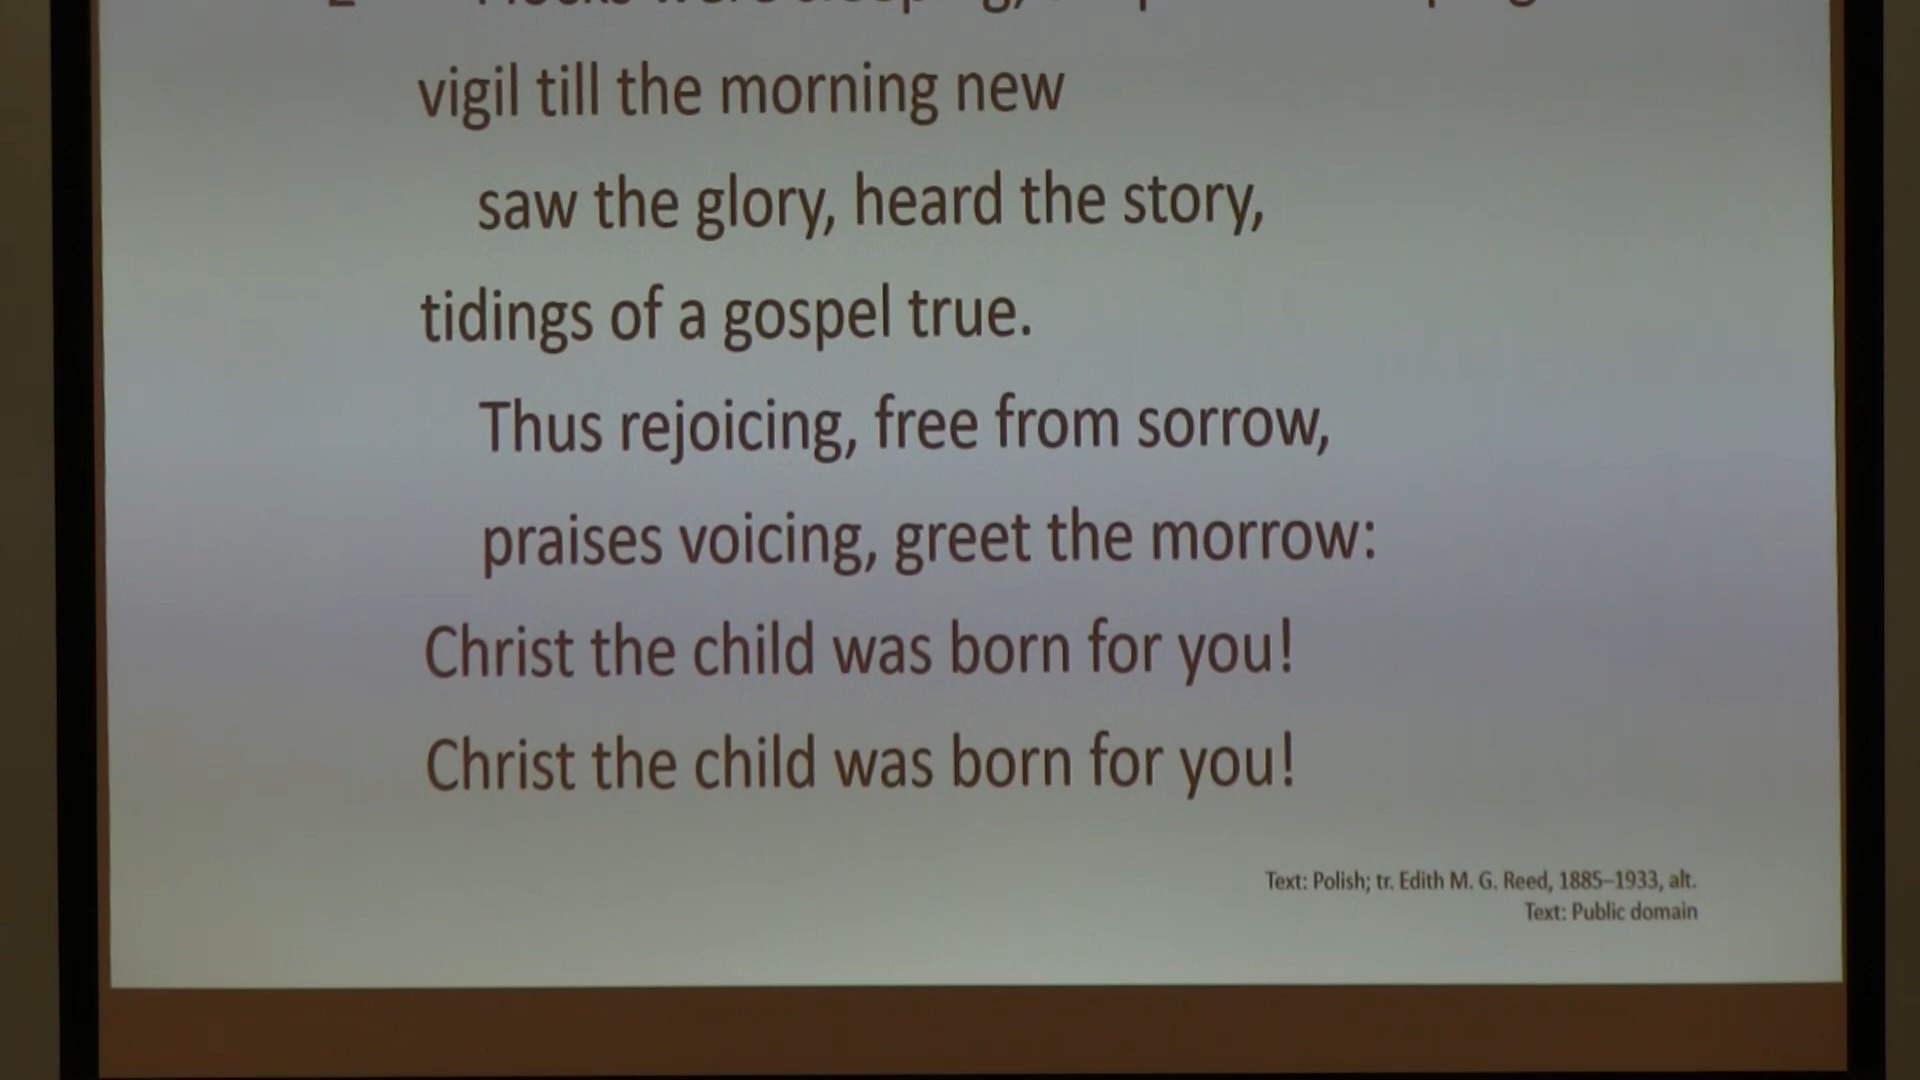 vigil till the morning new
saw the glory, heard the story,
tidings of a gospel true.
Thus rejoicing, free from sorrow,
praises voicing, greet the morrow:
Christ the child was born for you!
Christ the child was born for you!
Text: Polish; tr. Edith M. G. Reed, 1885–1933, alt.
Text: Public domain